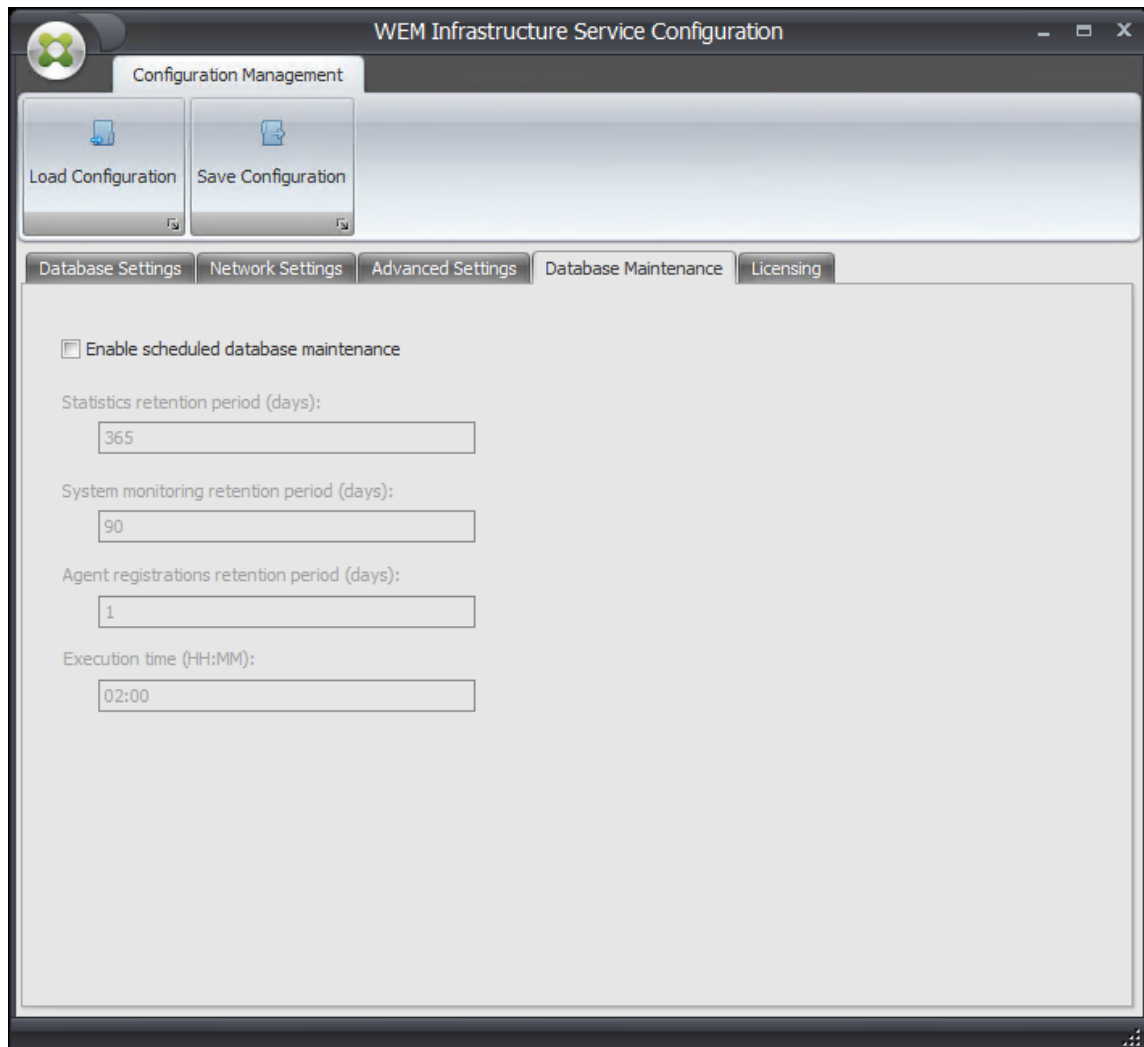 WEM Infrastructure Service Configuration
Configuration Management
Load Configuration
Save Configuration
Database Settings
Network Settings
Advanced Settings
Database Maintenance
Licensing
Enable scheduled database maintenance
Statistics retention period (days):
365
System monitoring retention period (days):
90
Agent registrations retention period (days):
1
Execution time (HH:MM):
02:00